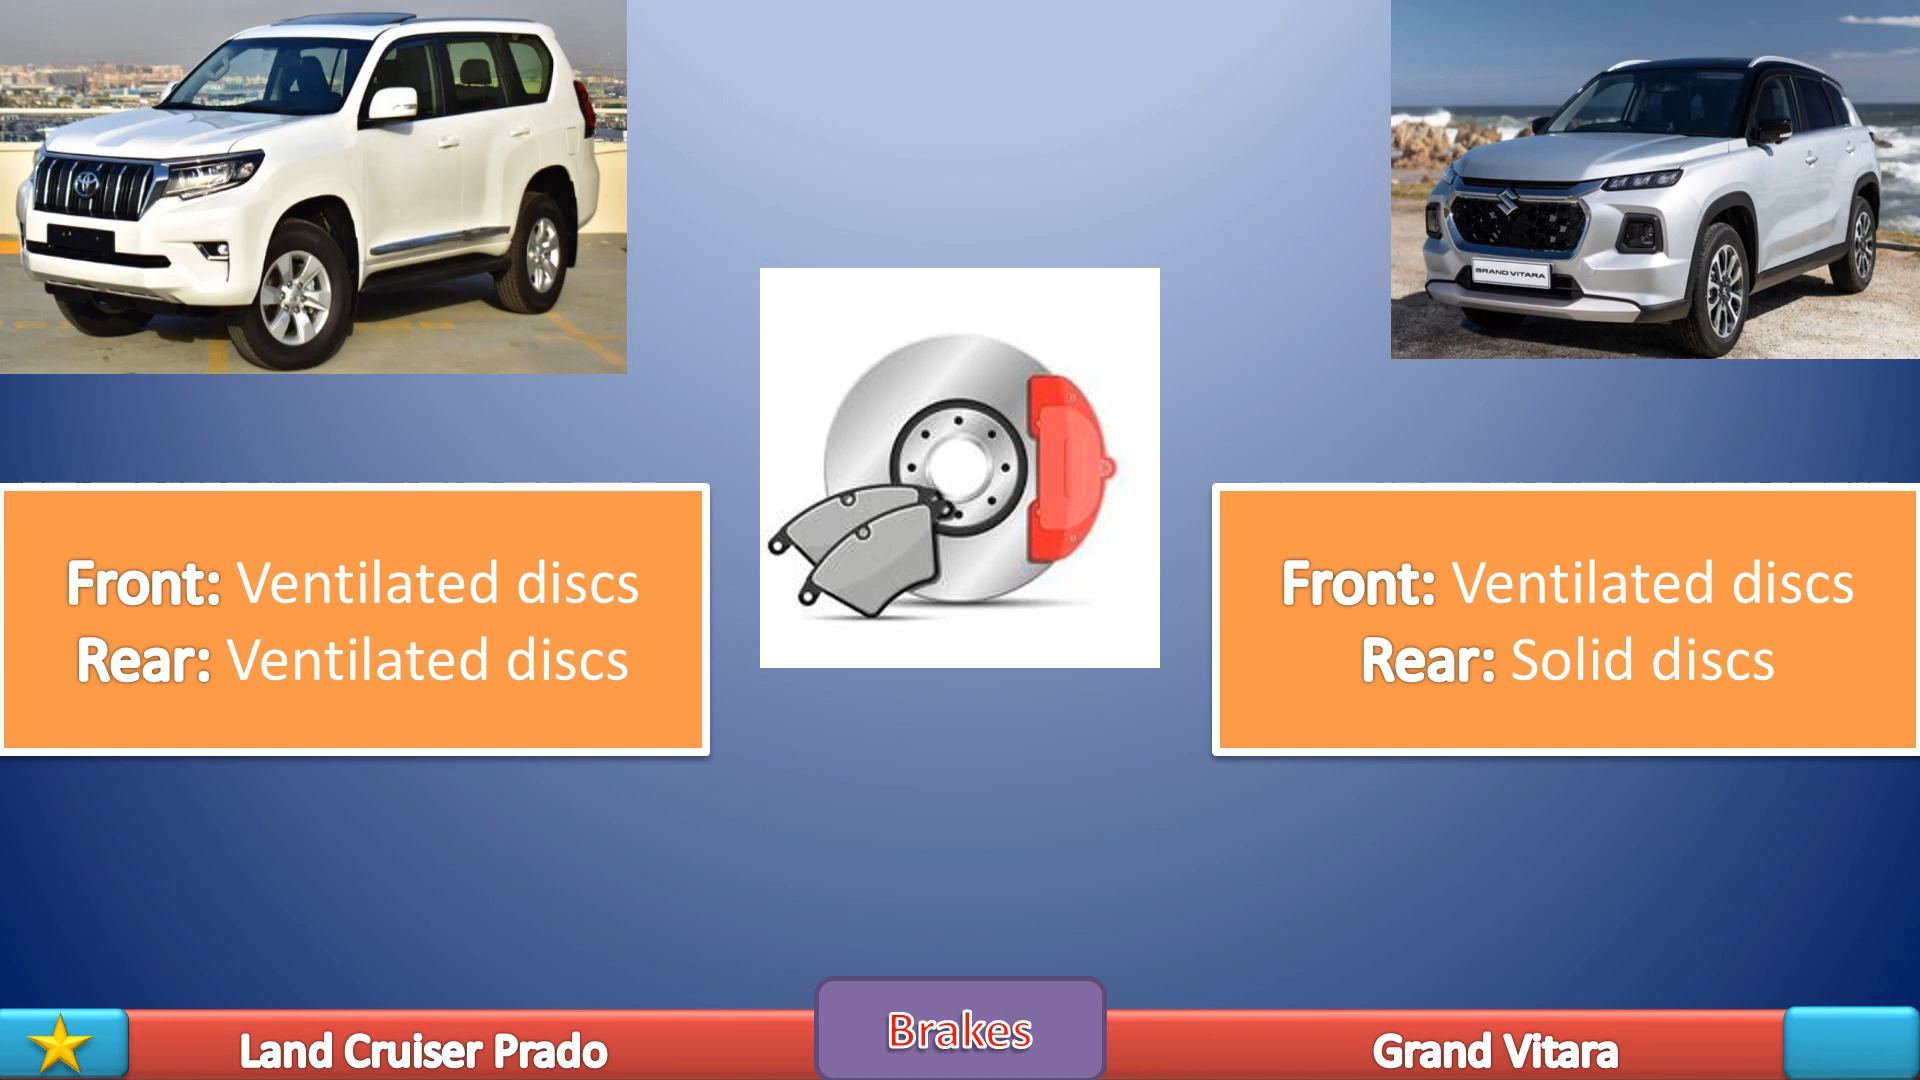 GRAND VITARA
Front: Ventilated discs
Rear: Ventilated discs
Front: Ventilated discs
Rear: Solid discs
Land Cruiser Prado
Brakes
Grand Vitara